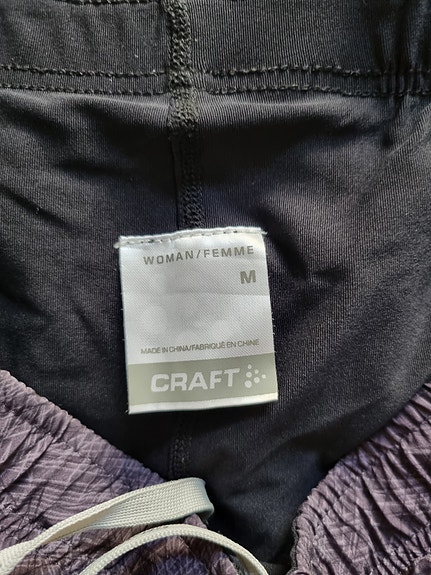 WOMAN/FEMME
M
MADE IN CHINA/FABRIQUÉ EN CHINE
CRAFT